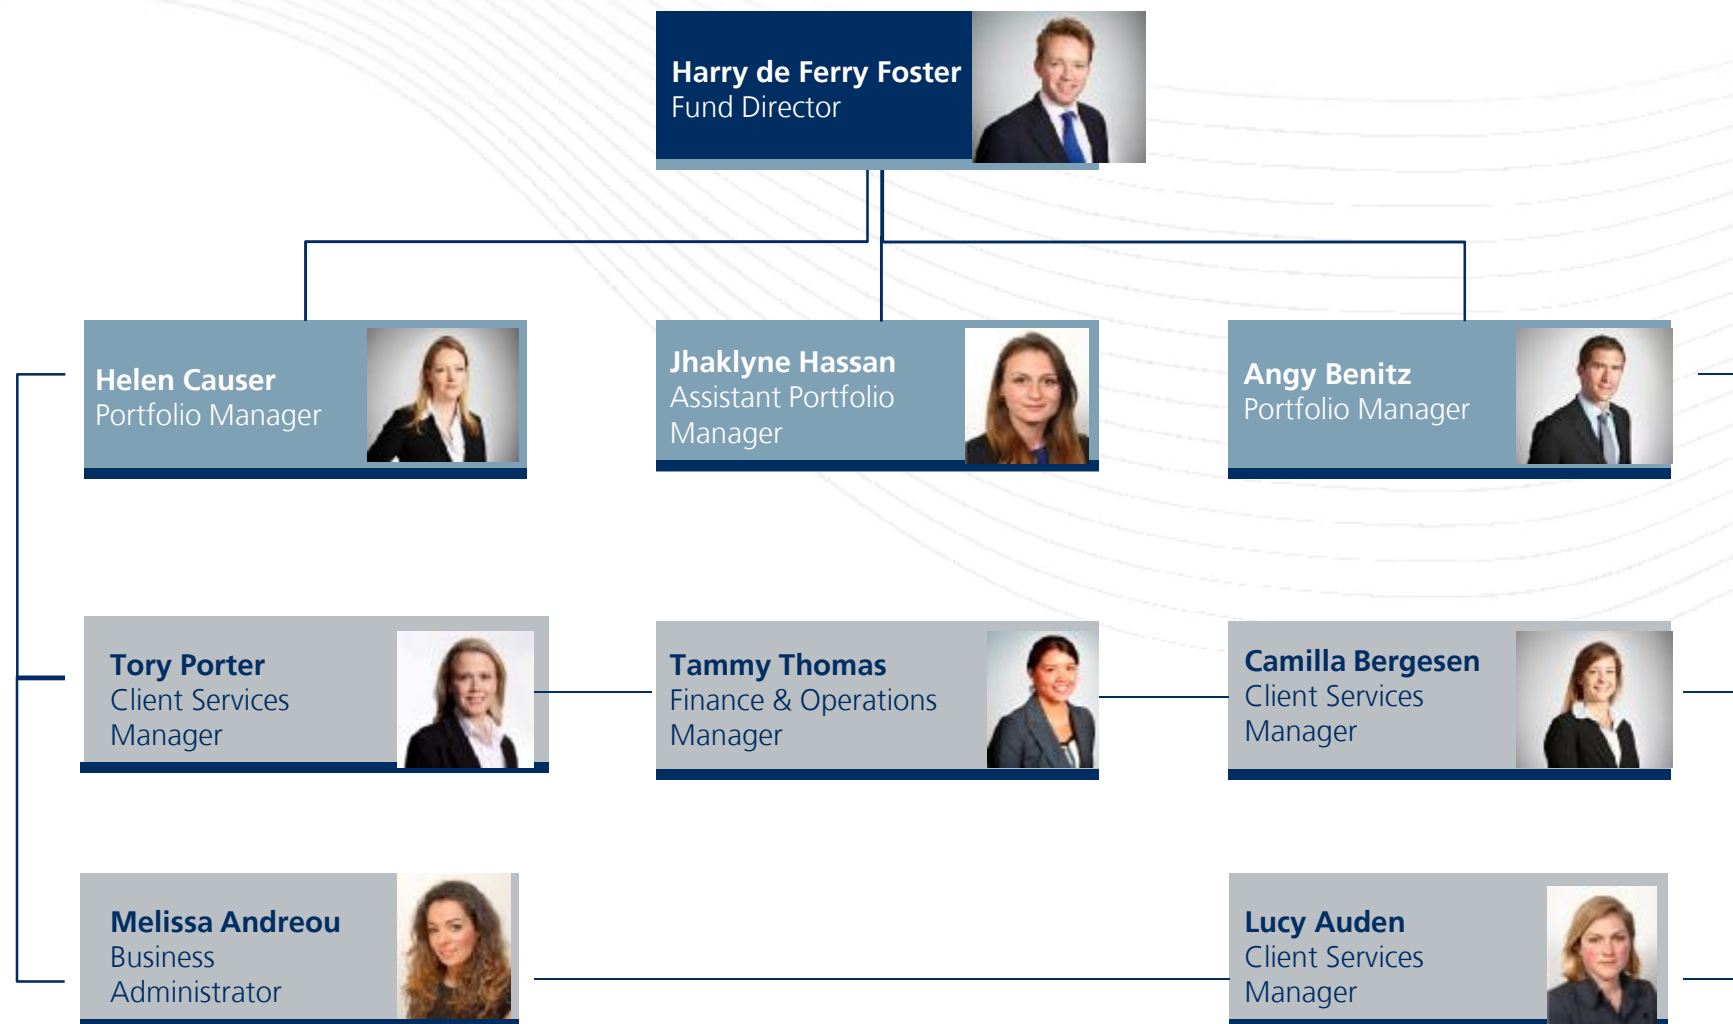 Harry de Ferry Foster
Fund Director
Helen Causer
Portfolio Manager
Jhaklyne Hassan
Assistant Portfolio
Manager
Angy Benitz
Portfolio Manager
Tory Porter
Client Services
Manager
Tammy Thomas
Finance & Operations
Manager
Camilla Bergesen
Client Services
Manager
Melissa Andreou
Business
Administrator
Lucy Auden
Client Services
Manager